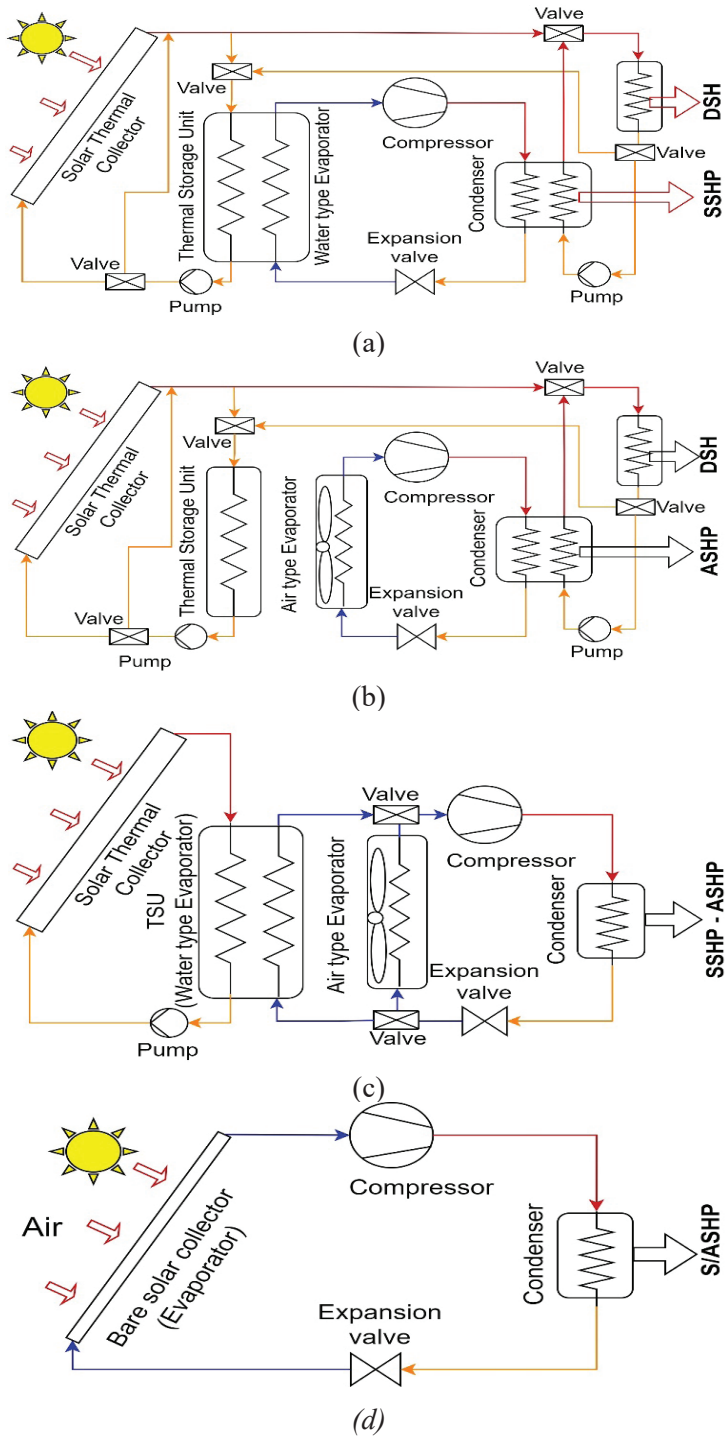 Valve
Valve
DSH
Solar Thermal
Collector
Compressor
Valve
SSHP
Thermal Storage Unit
Water type Evaporator
Condenser
Expansion
valve
Valve
Pump
Pump
(a)
Valve
Valve
DSH
Solar Thermal
Collector
Compressor
Valve
ASHP
Thermal Storage Unit
Air type Evaporator
Condenser
Expansion
valve
Valve
Pump
Pump
(b)
Valve
Solar Thermal
Collector
Compressor
TSU
(Water type Evaporator)
Air type Evaporator
Condenser
SSHP - ASHP
Expansion
valve
Pump
Valve
(c)
Compressor
Air
Bare solar collector
(Evaporator)
Condenser
S/ASHP
Expansion
valve
(d)